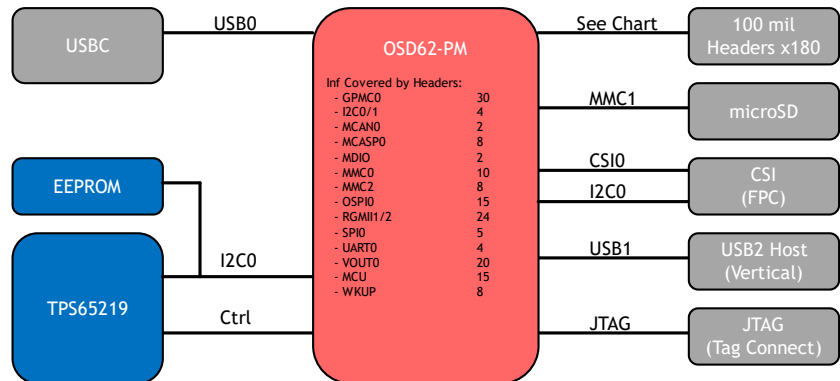 USBC
USB0
OSD62-PM
See Chart
100 mil
Headers x180
Inf Covered by Headers:
- GPMC0 30
- I2C0/1 4
- MCAN0 2
- MCASP0 8
- MDIO 2
- MMC0 10
- MMC2 8
- OSPI0 15
- RGMII1/2 24
- SPI0 5
- UART0 4
- VOUT0 20
- MCU 15
- WKUP 8
MMC1
microSD
CSI0
I2C0
CSI
(FPC)
EEPROM
I2C0
TPS65219
Ctrl
USB1
USB2 Host
(Vertical)
JTAG
JTAG
(Tag Connect)